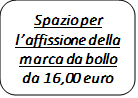 Spazio per
l'affissione della
marca da bollo
da 16,00 euro